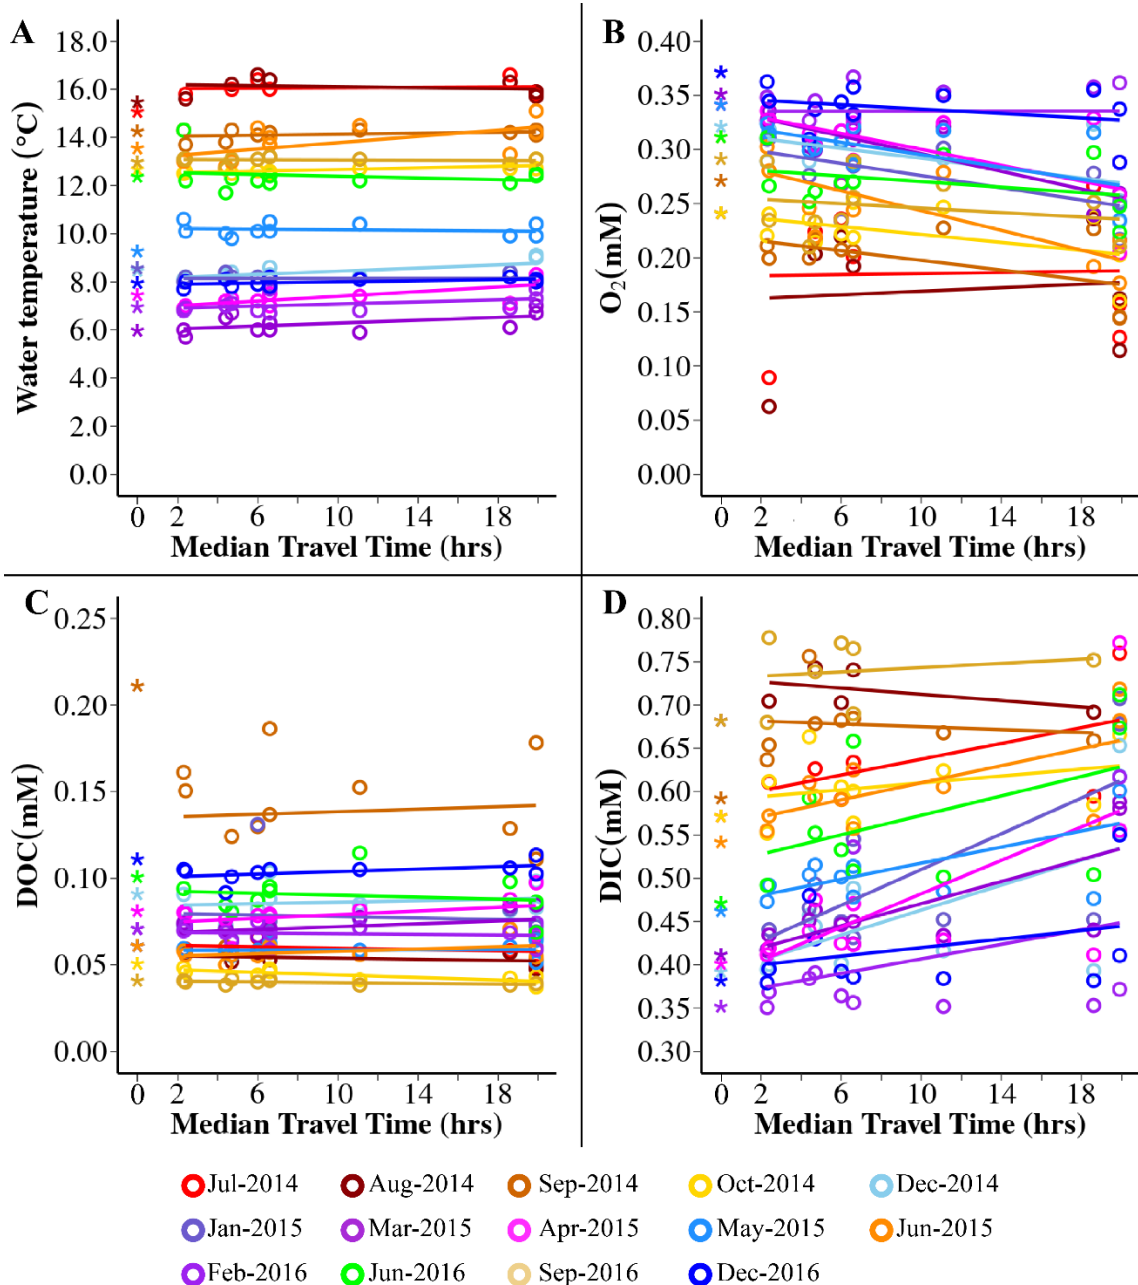 A
18.0
16.0
14.0
12.0
10.0
8.0
6.0
4.0
2.0
0.0
Water temperature (°C)
0 2 6 10 14 18
Median Travel Time (hrs)
B
0.40
0.35
0.30
0.25
0.20
0.15
0.10
0.05
0.00
O2(mM)
0 2 6 10 14 18
Median Travel Time (hrs)
C
0.25
0.20
0.15
0.10
0.05
0.00
DOC(mM)
0 2 6 10 14 18
Median Travel Time (hrs)
D
0.80
0.75
0.70
0.65
0.60
0.55
0.50
0.45
0.40
0.35
0.30
DIC(mM)
0 2 6 10 14 18
Median Travel Time (hrs)
Jul-2014 Aug-2014 Sep-2014 Oct-2014 Dec-2014
Jan-2015 Mar-2015 Apr-2015 May-2015 Jun-2015
Feb-2016 Jun-2016 Sep-2016 Dec-2016